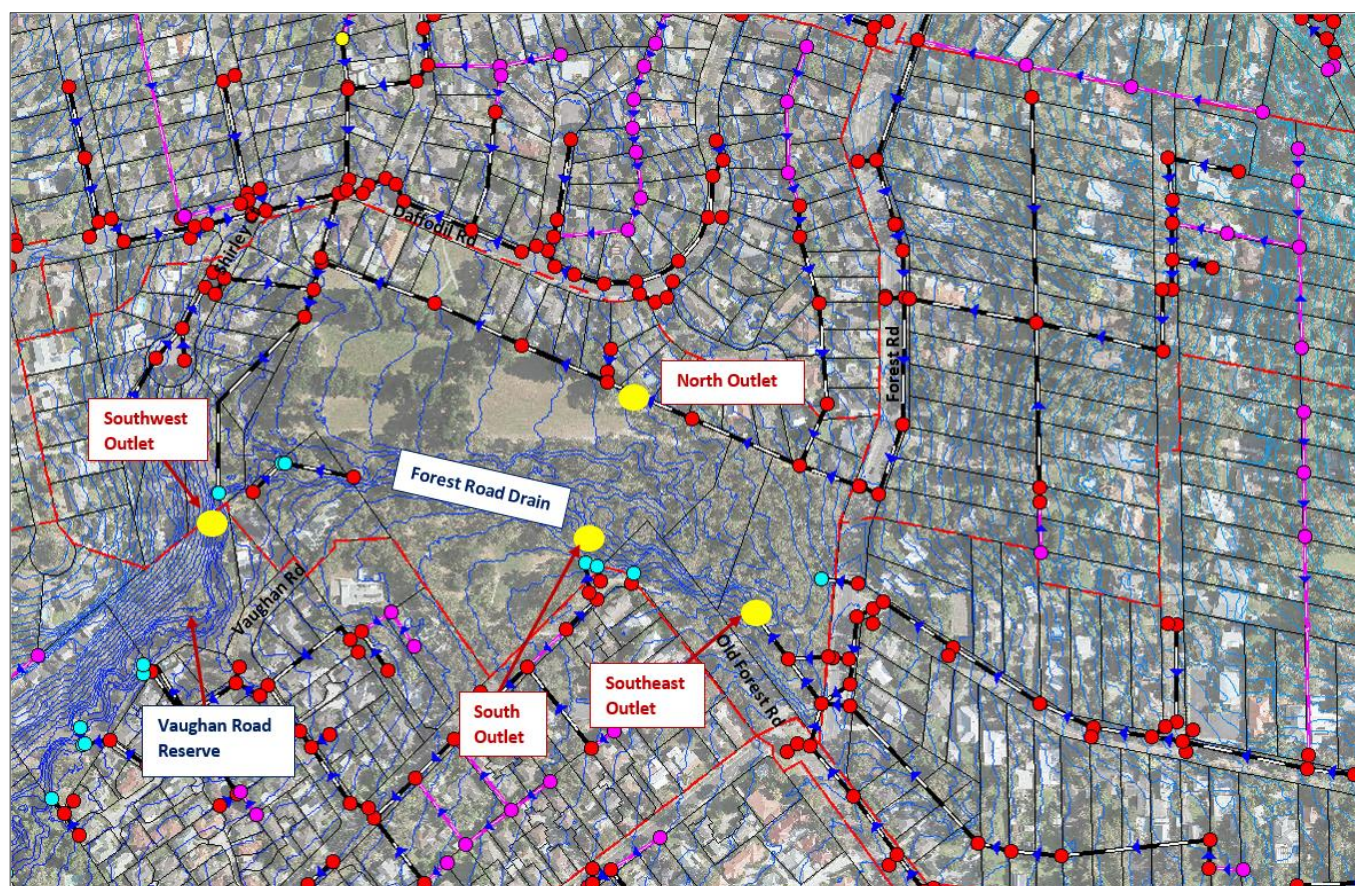 Daffodil Rd
Shirley
Forest Rd
North Outlet
Southwest
Outlet
Forest Road Drain
Vaughan Rd
Old Forest Rd
Vaughan Road
Reserve
South
Outlet
Southeast
Outlet